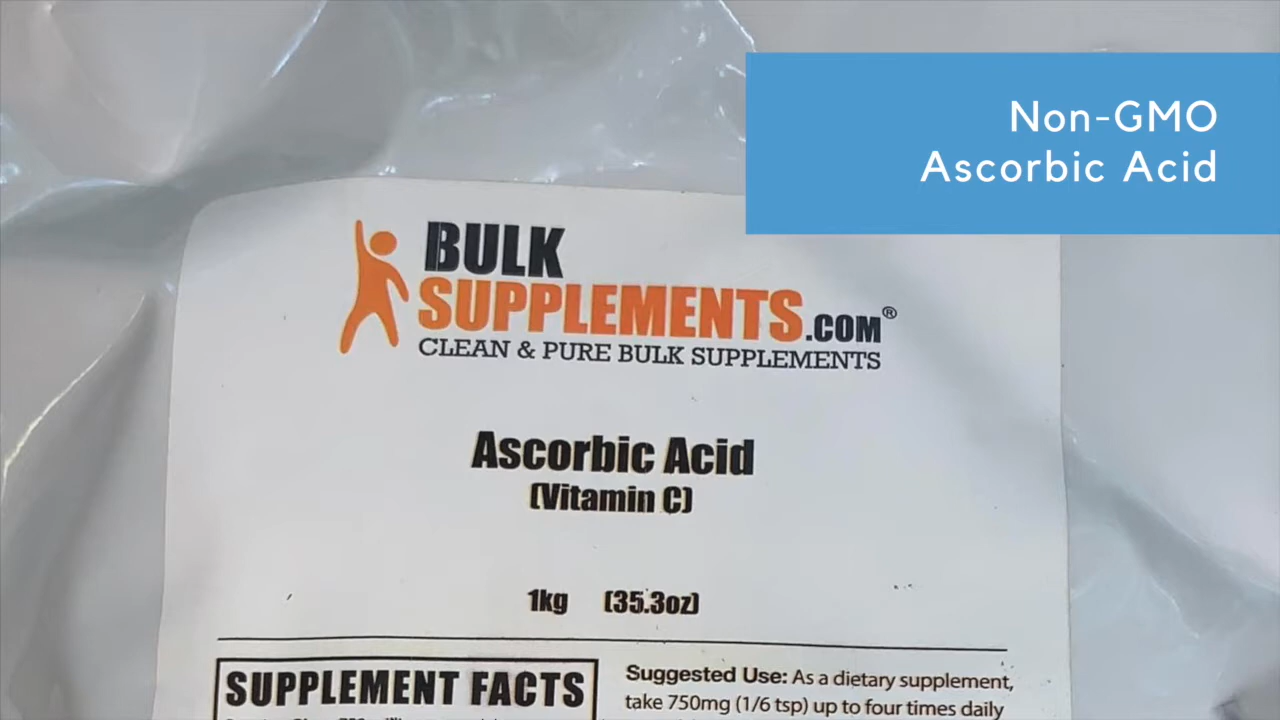 Non-GMO
Ascorbic Acid
BULK
SUPPLEMENTS.COM®
CLEAN & PURE BULK SUPPLEMENTS
Ascorbic Acid
(Vitamin C)
1kg (35.3oz)
SUPPLEMENT FACTS
Suggested Use: As a dietary supplement,
take 750mg (1/6 tsp) up to four times daily